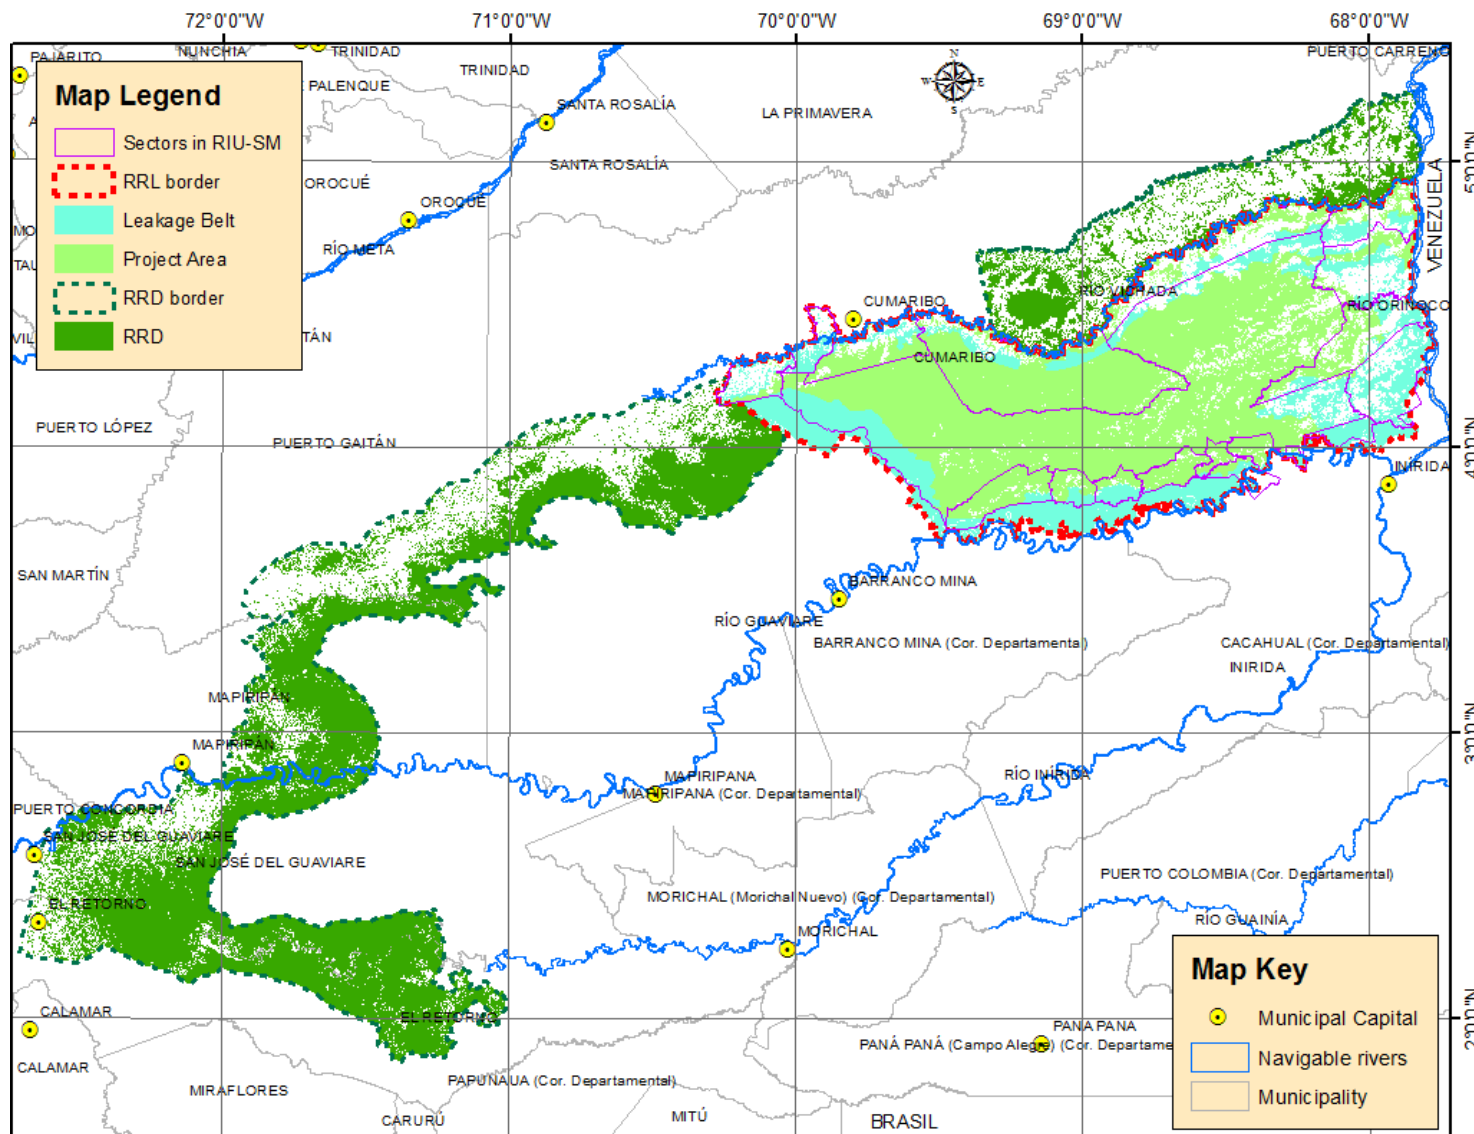 72°0'0"W
71°0'0"W
70°0'0"W
69°0'0"W
68°0'0"W
PAJARITO
NUNCHÍA
TRINIDAD
TRINIDAD
PUERTO CARREÑO
Map Legend
Sectors in RIU-SM
RRL border
Leakage Belt
Project Area
RRD border
RRD
PALENQUE
SANTA ROSALÍA
LA PRIMAVERA
N
W
E
S
SANTA ROSALÍA
5°0'0"N
OROCUÉ
OROCUÉ
VENEZUELA
RÍO META
RÍO VICHADA
CUMARIBO
RÍO ORINOCO
TÁN
CUMARIBO
PUERTO LÓPEZ
PUERTO GAITÁN
4°0'0"N
INÍRIDA
SAN MARTÍN
BARRANCO MINA
RÍO GUAVIARE
BARRANCO MINA (Cor. Departamental)
CACAHUAL (Cor. Departamental)
INIRIDA
MAPIRIPÁN
3°0'0"N
MAPIRIPÁN
MAPIRIPANA
RÍO INÍRIDA
MAPIRIPANA (Cor. Departamental)
PUERTO CONCORDIA
SAN JOSE DEL GUAVIARE
SAN JOSÉ DEL GUAVIARE
PUERTO COLOMBIA (Cor. Departamental)
MORICHAL (Morichal Nuevo) (Cor. Departamental)
EL RETORNO
RÍO GUAINÍA
MORICHAL
Map Key
Municipal Capital
Navigable rivers
Municipality
2°0'0"N
CALAMAR
EL RETORNO
PANA PANA
PANÁ PANÁ (Campo Alegre) (Cor. Departame
CALAMAR
MIRAFLORES
PAPUNAUA (Cor. Departamental)
CARURÚ
MITÚ
BRASIL